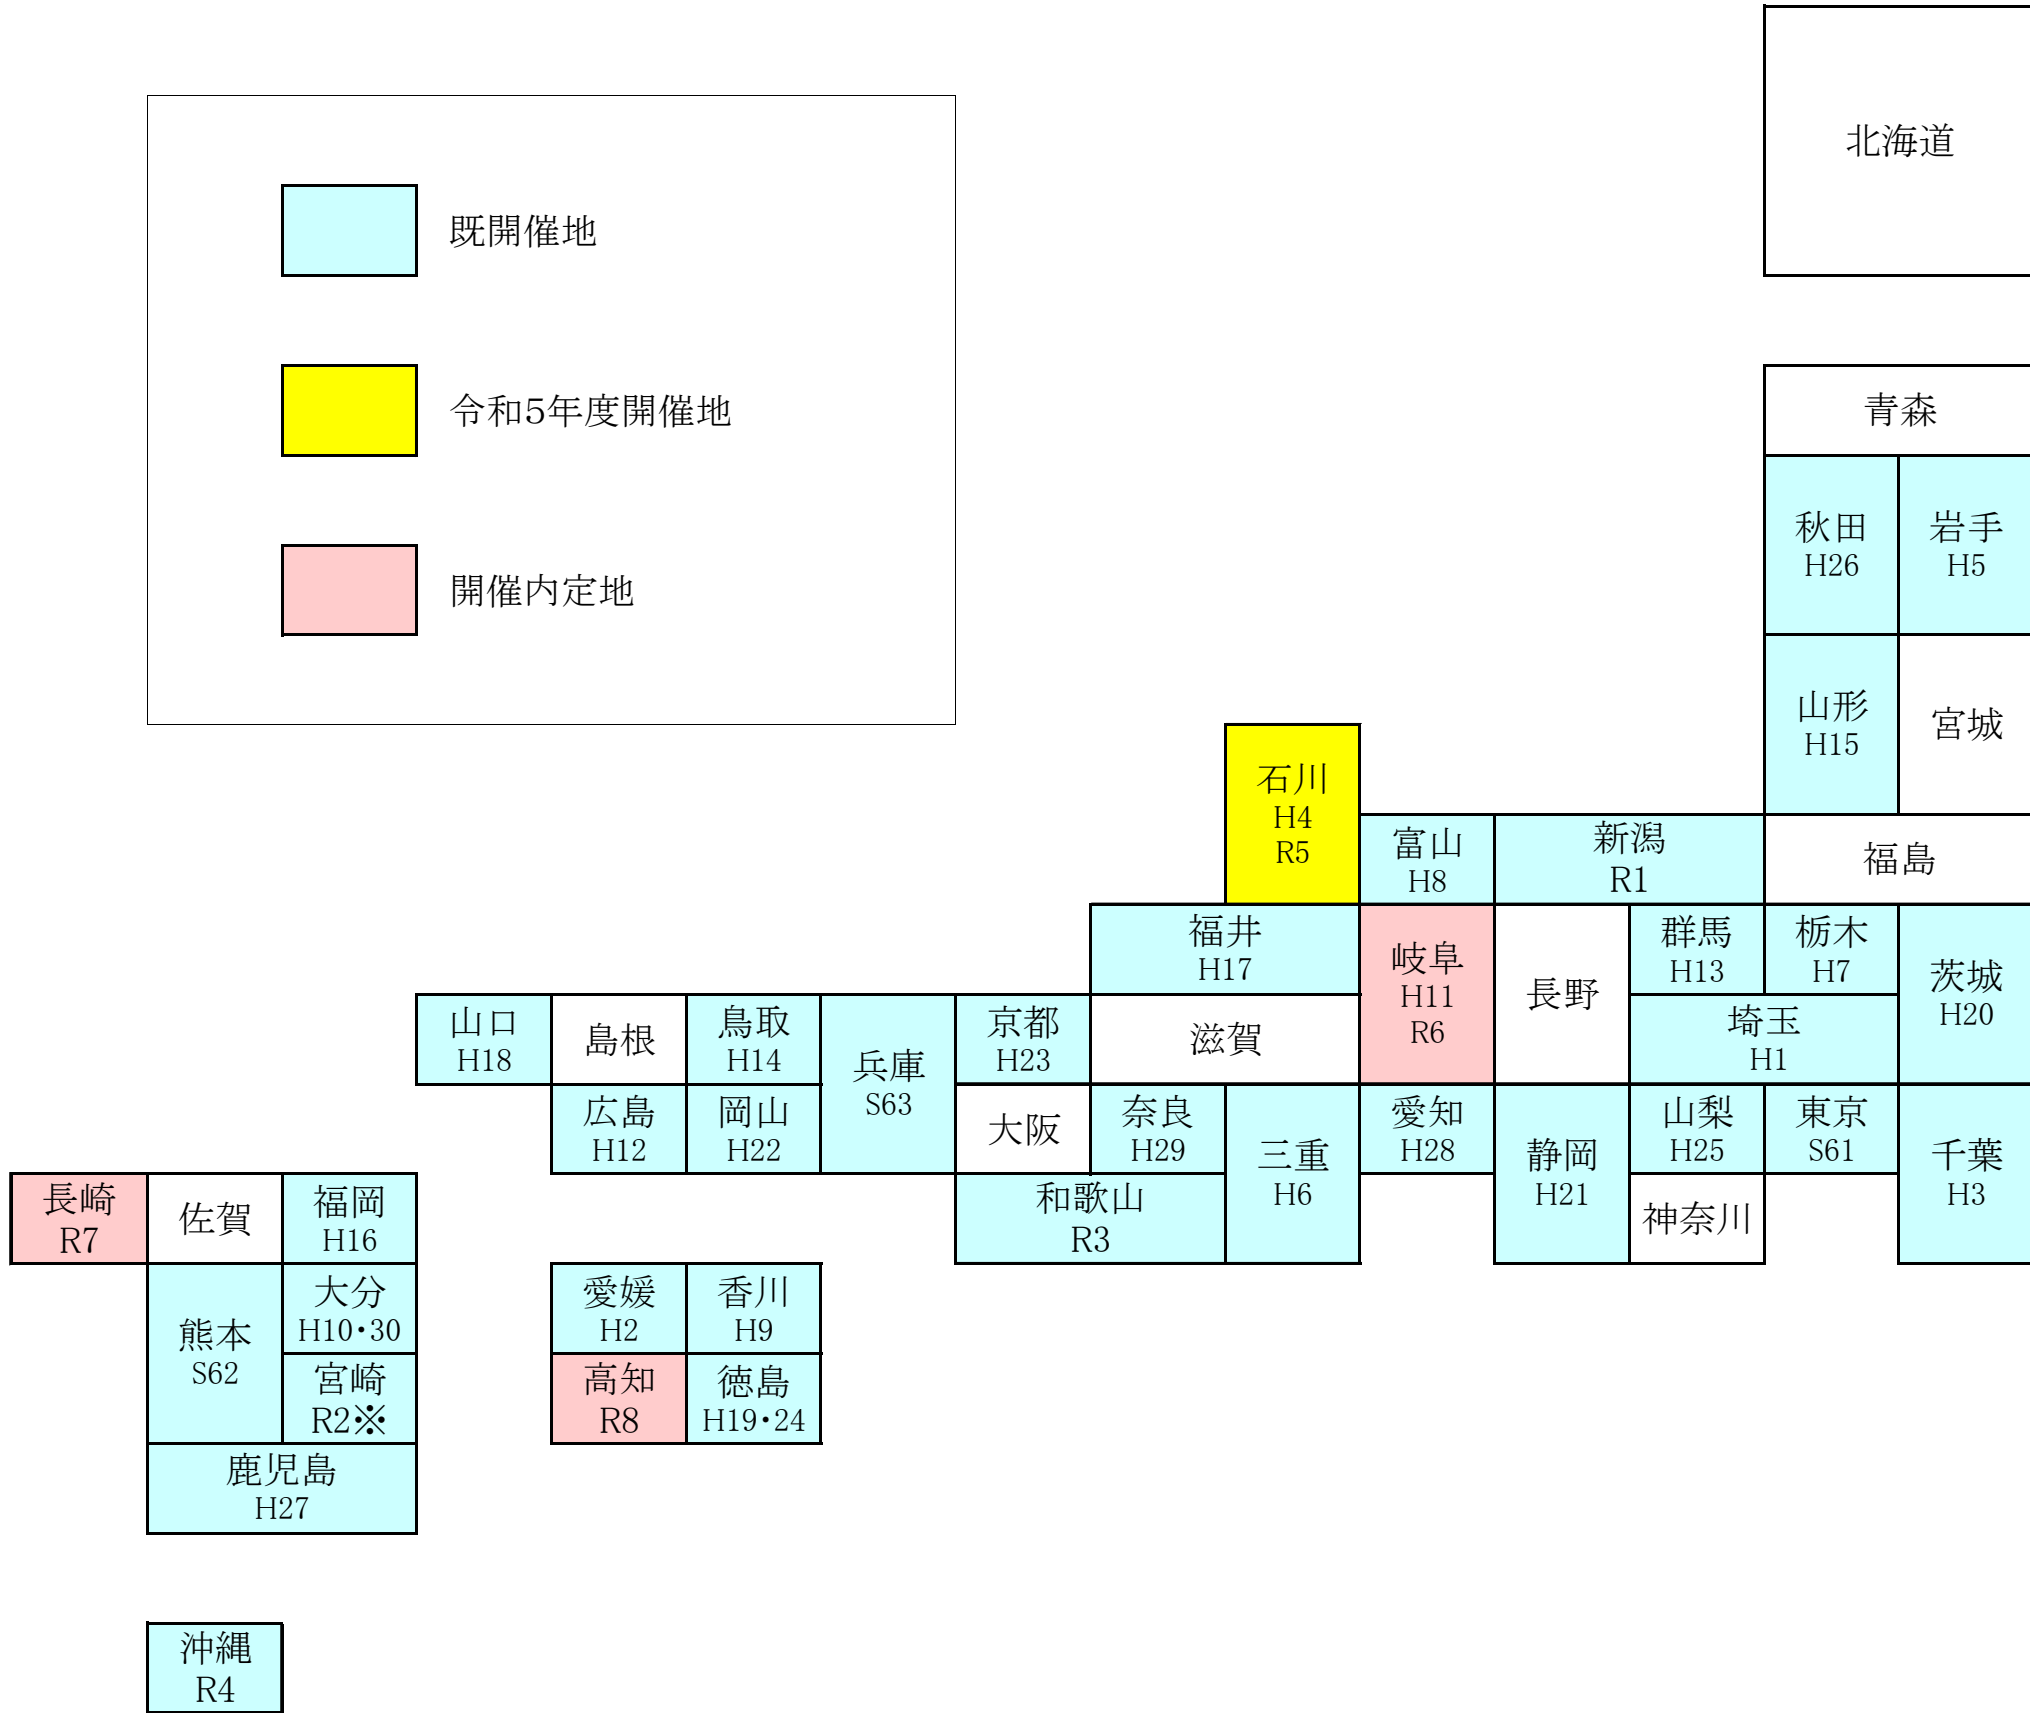 北海道
既開催地
令和5年度開催地
開催内定地
青森
秋田
H26
岩手
H5
山形
H15
宮城
石川
H4
R5
富山
H8
新潟
R1
福島
福井
H17
岐阜
H11
R6
長野
群馬
H13
栃木
H7
茨城
H20
山口
H18
島根
鳥取
H14
兵庫
S63
京都
H23
滋賀
埼玉
H1
広島
H12
岡山
H22
大阪
奈良
H29
三重
H6
愛知
H28
静岡
H21
山梨
H25
東京
S61
千葉
H3
長崎
R7
佐賀
福岡
H16
和歌山
R3
神奈川
熊本
S62
大分
H10・30
愛媛
H2
香川
H9
宮崎
R2※
高知
R8
徳島
H19・24
鹿児島
H27
沖縄
R4